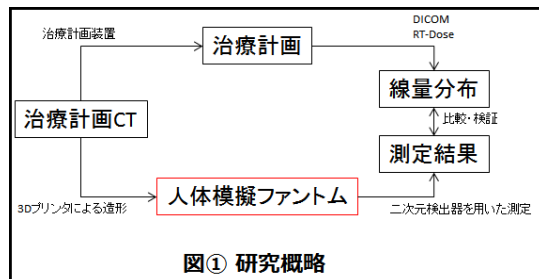 治療計画装置
治療計画
DICOM
RT-Dose
線量分布
治療計画CT
比較・検証
測定結果
人体模擬ファントム
3Dプリンタによる造形
二次元検出器を用いた測定
図① 研究概略